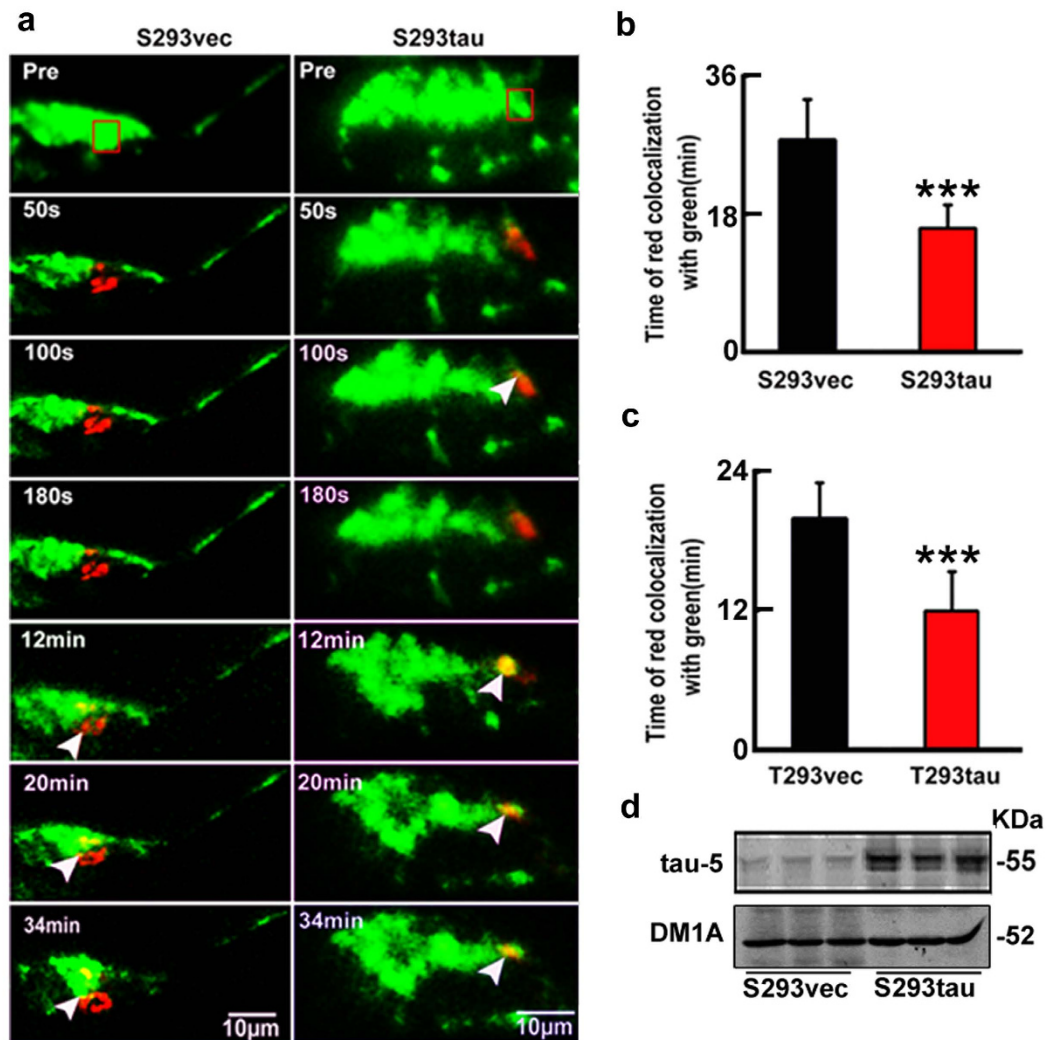 a
S293vec S293tau
Pre Pre
50s 50s
100s 100s
180s 180s
12min 12min
20min 20min
34min 34min
10μm 10μm
b
Time of red colocalization
with green(min)
36
***
18
0
S293vec S293tau
c
Time of red colocalization
with green(min)
24
***
12
0
T293vec T293tau
d
KDa
tau-5 -55
DM1A -52
S293vec S293tau